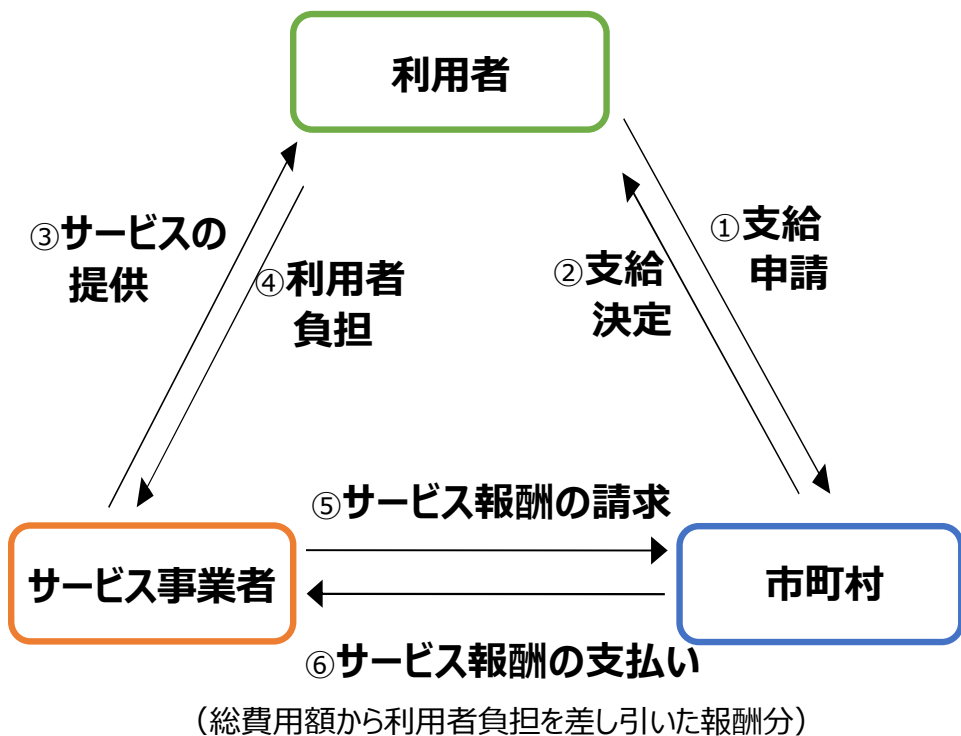 利用者
①支給
申請
②支給
決定
③サービスの
提供
④利用者
負担
⑤サービス報酬の請求
サービス事業者
市町村
⑥サービス報酬の支払い
（総費用額から利用者負担を差し引いた報酬分）